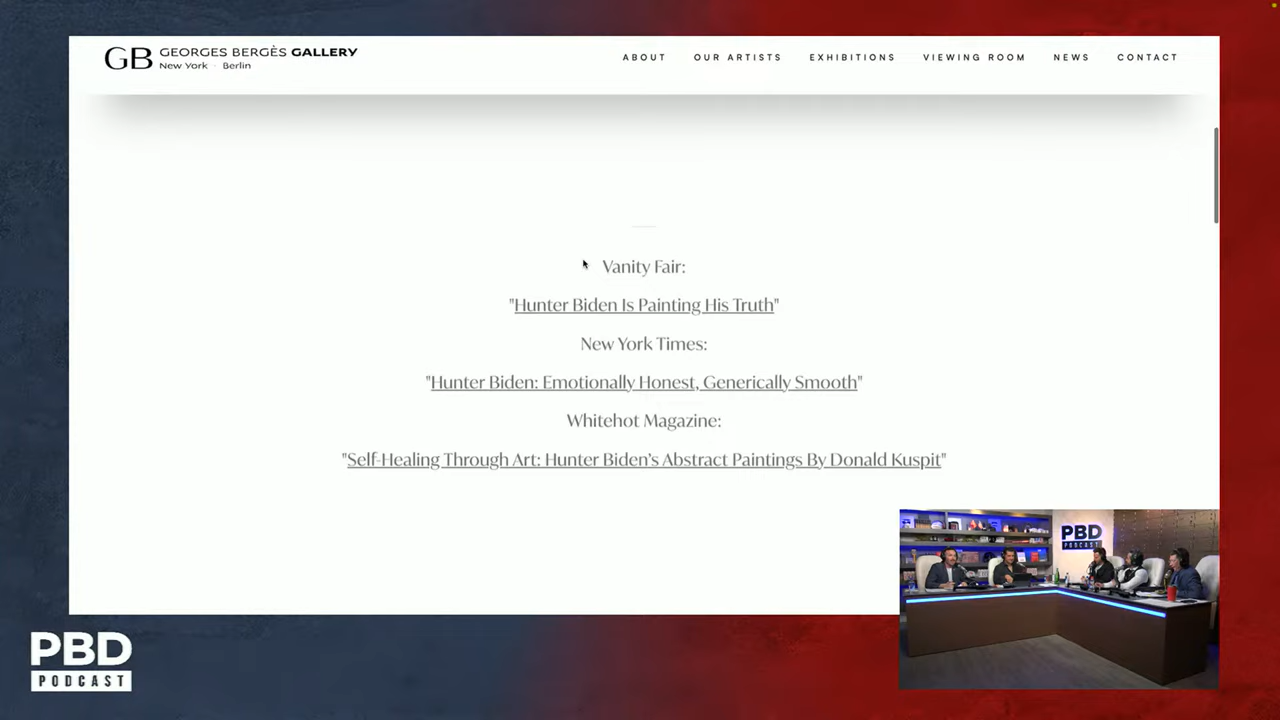 GB GEORGES BERGÈS GALLERY
New York · Berlin
ABOUT OUR ARTISTS EXHIBITIONS VIEWING ROOM NEWS CONTACT
Vanity Fair:
"Hunter Biden Is Painting His Truth"
New York Times:
"Hunter Biden: Emotionally Honest, Generically Smooth"
Whitehot Magazine:
"Self-Healing Through Art: Hunter Biden’s Abstract Paintings By Donald Kuspit"
PBD
PODCAST
PBD
PODCAST